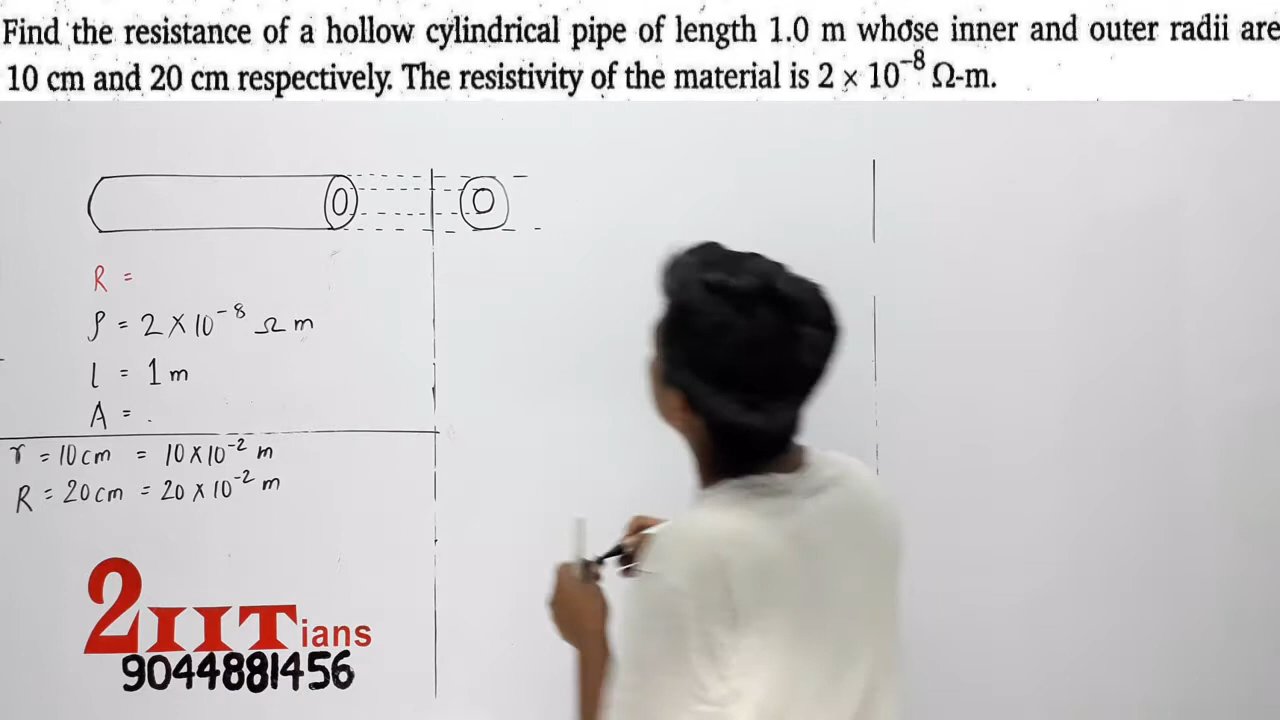 Find the resistance of a hollow cylindrical pipe of length 1.0 m whose inner and outer radii are
10 cm and 20 cm respectively. The resistivity of the material is 2 × 10⁻⁸ Ω-m.
R =
ρ = 2 × 10⁻⁸ Ω m
l = 1 m
A = .
r = 10 cm = 10 × 10⁻² m
R = 20 cm = 20 × 10⁻² m
2IITians
9044881456